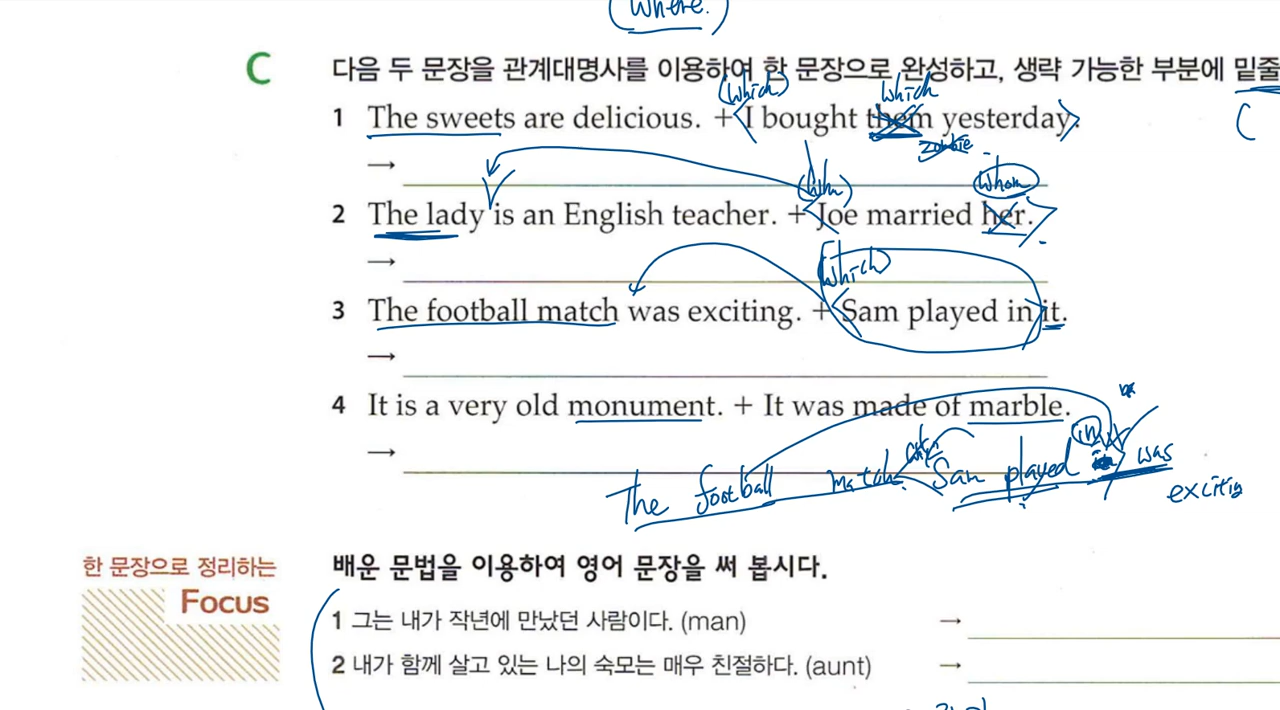 (where.)
C 다음 두 문장을 관계대명사를 이용하여 한 문장으로 완성하고, 생략 가능한 부분에 밑줄
(which) which
1 The sweets are delicious. + I bought them yesterday.
zombie
→
whom
2 The lady is an English teacher. + Joe married her.
→
(which)
3 The football match was exciting. + Sam played in it.
→
4 It is a very old monument. + It was made of marble.
→
The football match Sam played in was
exciting
한 문장으로 정리하는
Focus
배운 문법을 이용하여 영어 문장을 써 봅시다.
1 그는 내가 작년에 만났던 사람이다. (man) →
2 내가 함께 살고 있는 나의 숙모는 매우 친절하다. (aunt) →